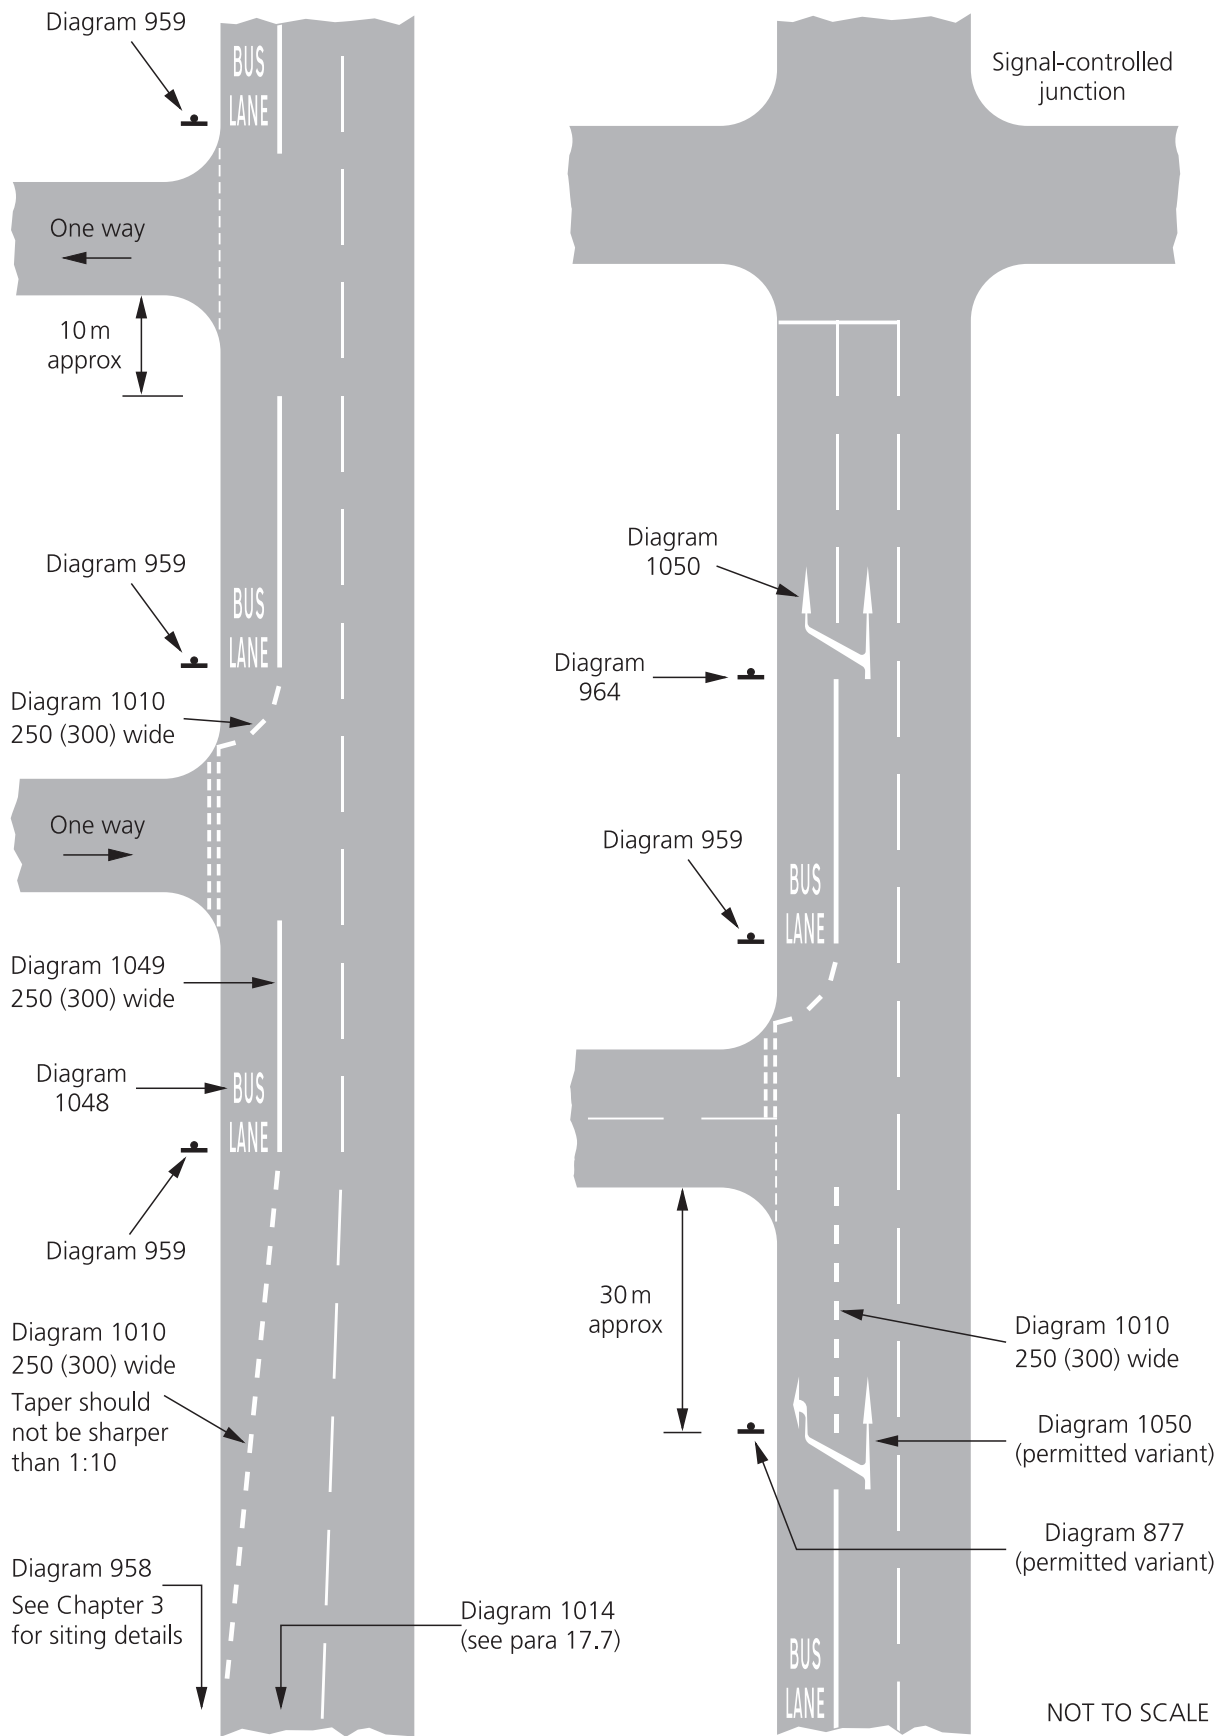 Diagram 959
BUS
LANE
One way
10 m
approx
Diagram 959
BUS
LANE
Diagram 1010
250 (300) wide
One way
Diagram 1049
250 (300) wide
Diagram
1048
BUS
LANE
Diagram 959
Diagram 1010
250 (300) wide
Taper should
not be sharper
than 1:10
Diagram 958
See Chapter 3
for siting details
Diagram 1014
(see para 17.7)
Signal-controlled
junction
Diagram
1050
Diagram
964
Diagram 959
BUS
LANE
30 m
approx
Diagram 1010
250 (300) wide
Diagram 1050
(permitted variant)
Diagram 877
(permitted variant)
BUS
LANE
NOT TO SCALE